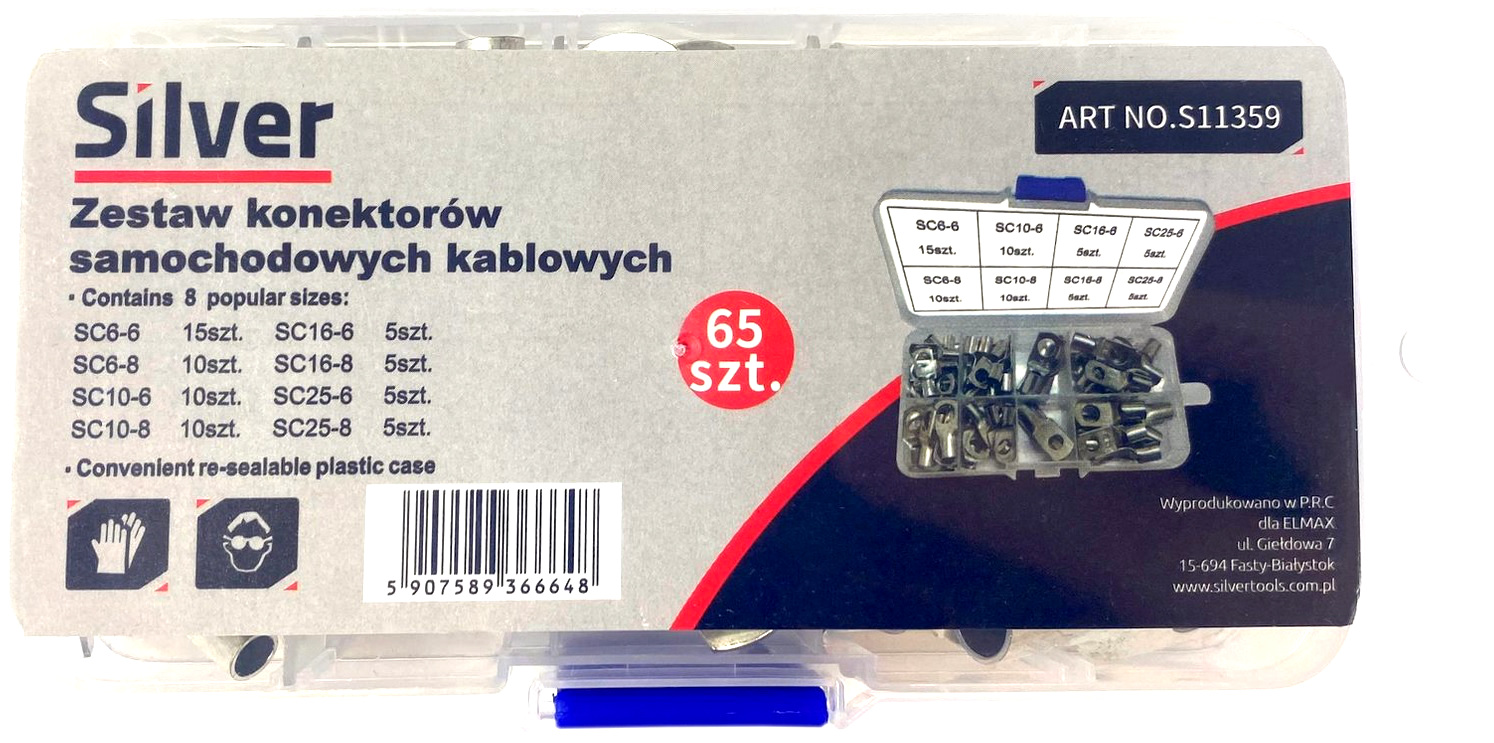 Silver
ART NO.S11359
Zestaw konektorów
samochodowych kablowych
· Contains 8 popular sizes:
SC6-6 15szt. SC16-6 5szt.
SC6-8 10szt. SC16-8 5szt.
SC10-6 10szt. SC25-6 5szt.
SC10-8 10szt. SC25-8 5szt.
· Convenient re-sealable plastic case
5 907589 366648
65
szt.
SC6-6 SC10-6 SC16-6 SC25-6
15szt. 10szt. 5szt. 5szt.
SC6-8 SC10-8 SC16-8 SC25-8
10szt. 10szt. 5szt. 5szt.
Wyprodukowano w P.R.C
dla ELMAX
ul. Giełdowa 7
15-694 Fasty-Białystok
www.silvertools.com.pl